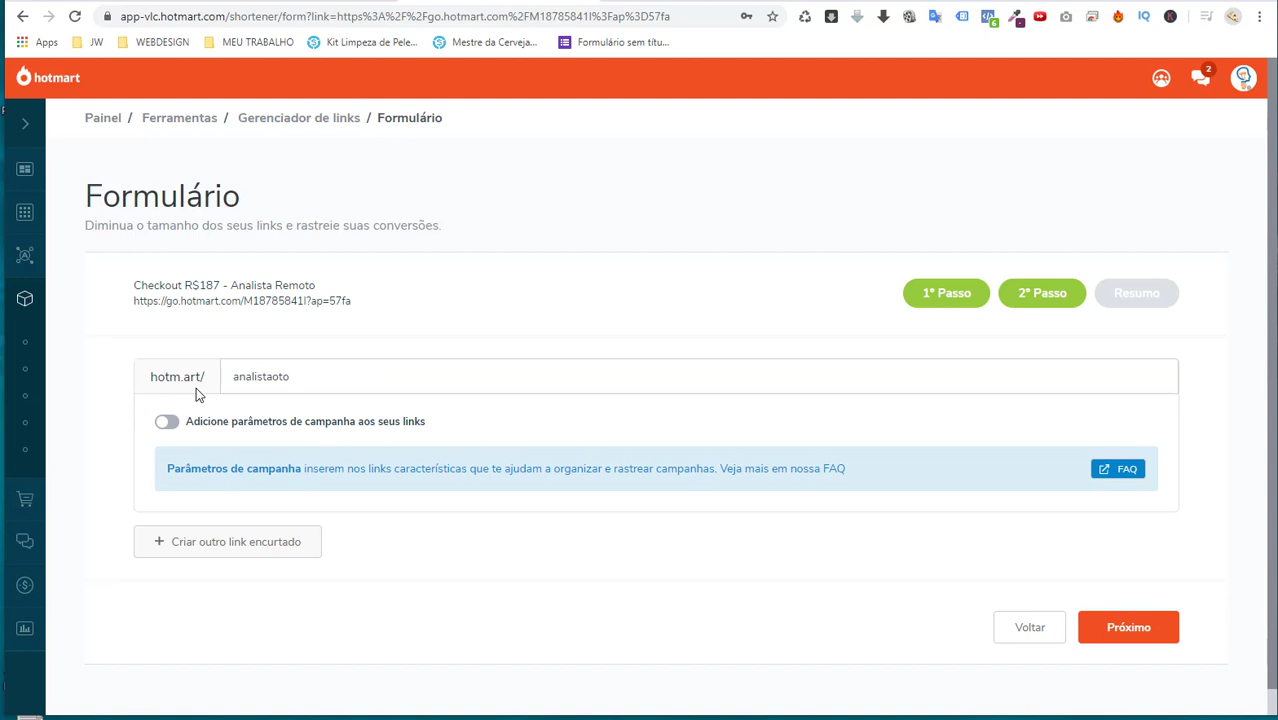 app-vlc.hotmart.com/shortener/form?link=https%3A%2F%2Fgo.hotmart.com%2FM18785841I%3Fap%3D57fa
6
IQ
K
Apps
JW
WEBDESIGN
MEU TRABALHO
Kit Limpeza de Pele...
Mestre da Cerveja...
Formulário sem títu...
hotmart
2
Painel / Ferramentas / Gerenciador de links / Formulário
Formulário
Diminua o tamanho dos seus links e rastreie suas conversões.
Checkout R$187 - Analista Remoto
https://go.hotmart.com/M18785841I?ap=57fa
1º Passo
2º Passo
Resumo
hotm.art/
analistaoto
Adicione parâmetros de campanha aos seus links
Parâmetros de campanha inserem nos links características que te ajudam a organizar e rastrear campanhas. Veja mais em nossa FAQ
FAQ
+ Criar outro link encurtado
Voltar
Próximo